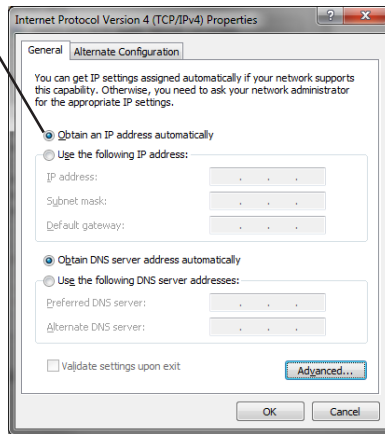 Internet Protocol Version 4 (TCP/IPv4) Properties
General Alternate Configuration
You can get IP settings assigned automatically if your network supports
this capability. Otherwise, you need to ask your network administrator
for the appropriate IP settings.
Obtain an IP address automatically
Use the following IP address:
IP address:
Subnet mask:
Default gateway:
Obtain DNS server address automatically
Use the following DNS server addresses:
Preferred DNS server:
Alternate DNS server:
Validate settings upon exit
Advanced...
OK Cancel